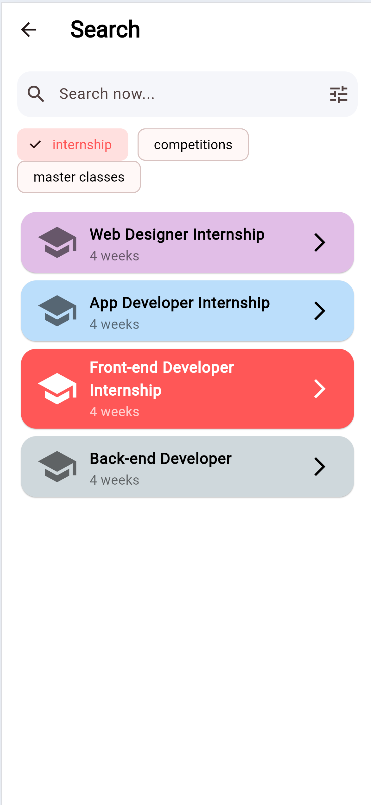 Search
Search now...
internship
competitions
master classes
Web Designer Internship
4 weeks
App Developer Internship
4 weeks
Front-end Developer
Internship
4 weeks
Back-end Developer
4 weeks